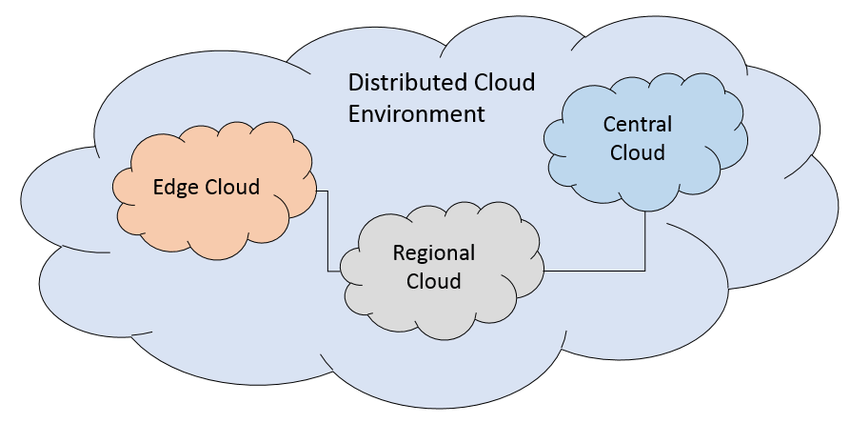 Distributed Cloud
Environment
Central
Cloud
Edge Cloud
Regional
Cloud